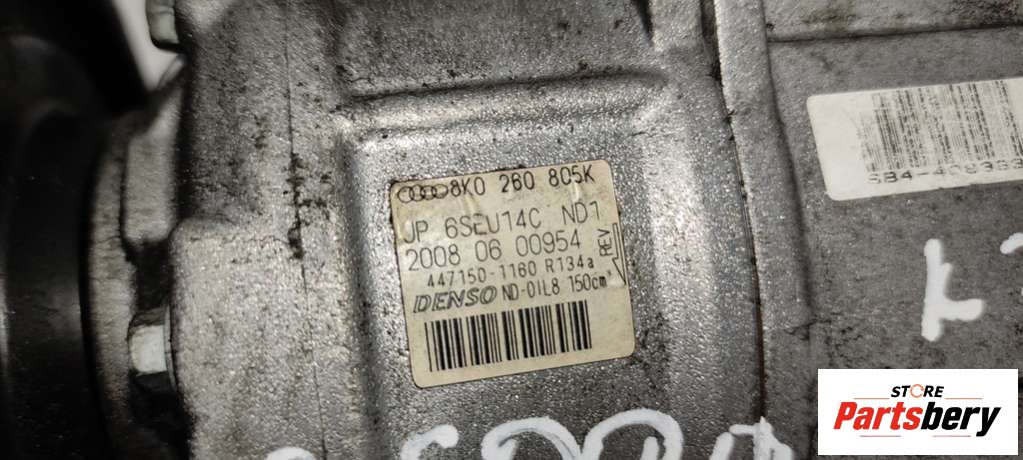 8K0 260 805K
JP 6SEU14C ND1
2008 06 00954
REV
447150-1160 R134a
DENSO ND-OIL8 150cm³
STORE
Partsbery